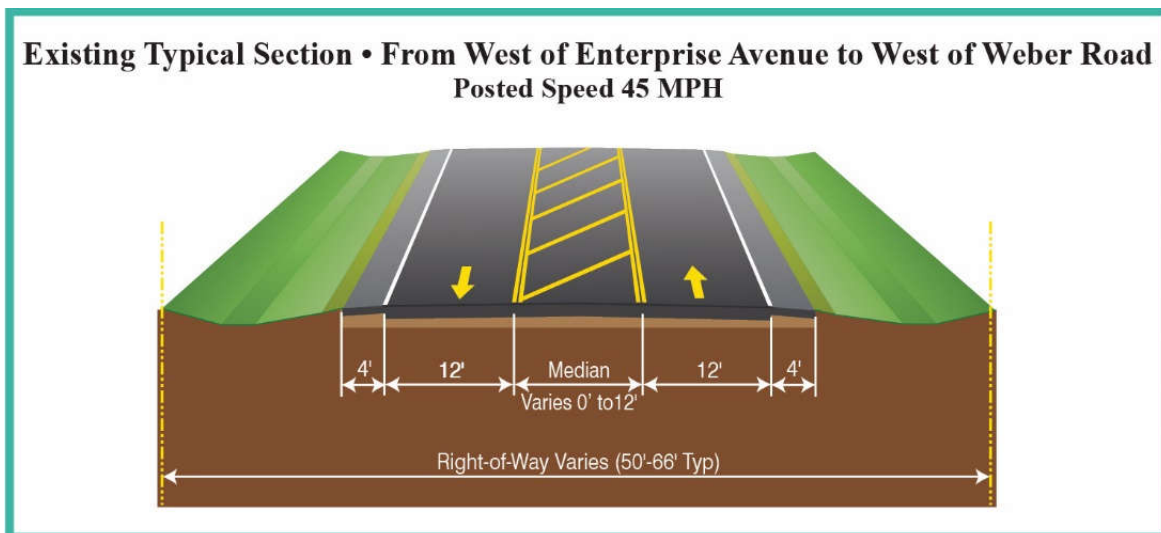 Existing Typical Section • From West of Enterprise Avenue to West of Weber Road
Posted Speed 45 MPH
4' 12' Median 12' 4'
Varies 0' to12'
Right-of-Way Varies (50'-66' Typ)